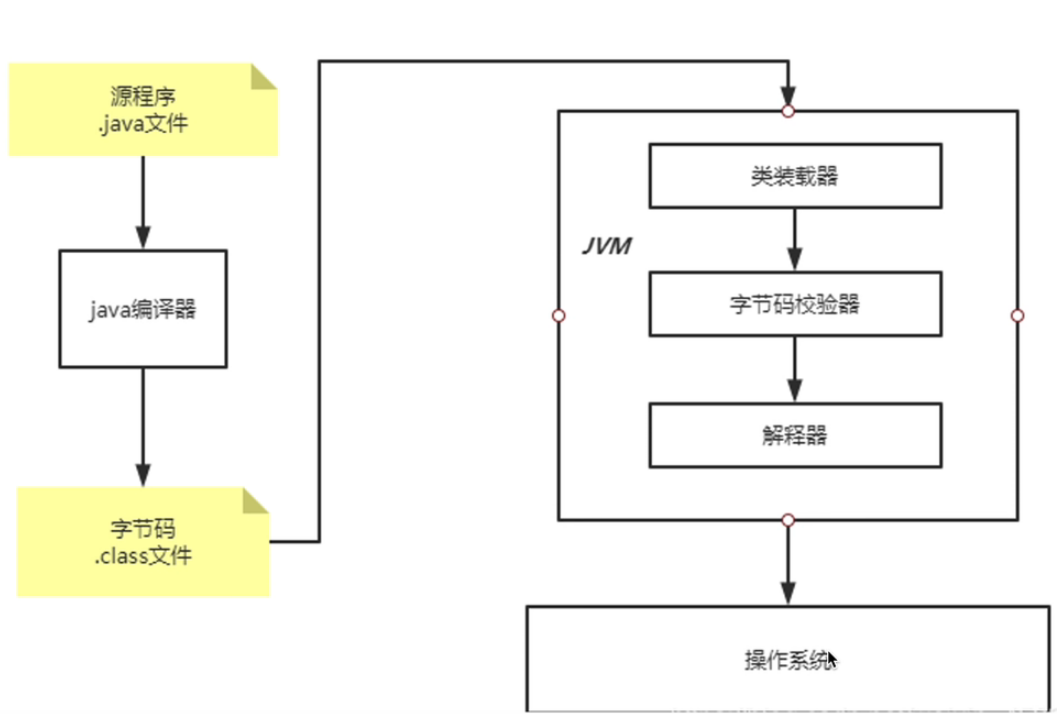 源程序
.java文件
java编译器
字节码
.class文件
JVM
类装载器
字节码校验器
解释器
操作系统